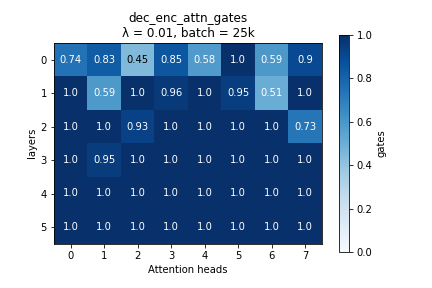 dec_enc_attn_gates
λ = 0.01, batch = 25k
0 0.74 0.83 0.45 0.85 0.58 1.0 0.59 0.9
1 1.0 0.59 1.0 0.96 1.0 0.95 0.51 1.0
2 1.0 1.0 0.93 1.0 1.0 1.0 1.0 0.73
3 1.0 0.95 1.0 1.0 1.0 1.0 1.0 1.0
4 1.0 1.0 1.0 1.0 1.0 1.0 1.0 1.0
5 1.0 1.0 1.0 1.0 1.0 1.0 1.0 1.0
0 1 2 3 4 5 6 7
Attention heads
layers
1.0
0.8
0.6
0.4
0.2
0.0
gates